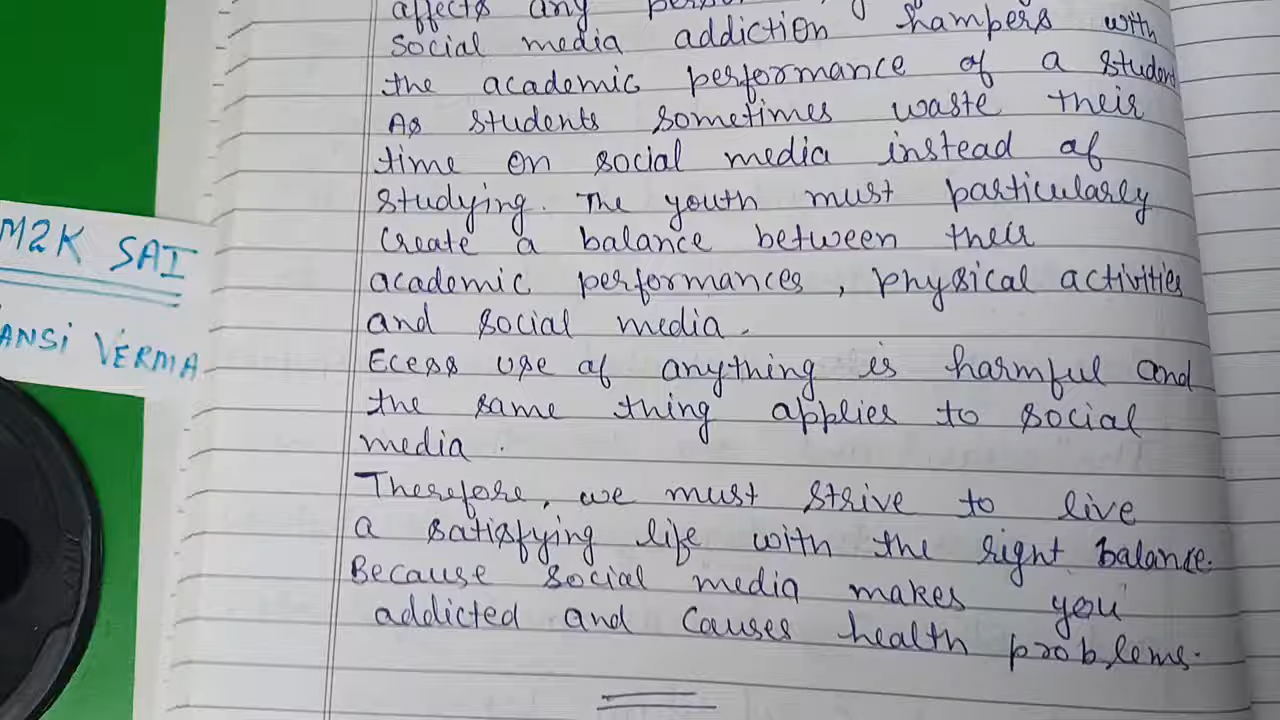 affects any
social media addiction hampers with
the academic performance of a student
As students sometimes waste their
time on social media instead of
studying. The youth must particularly
create a balance between their
academic performances, physical activities
and social media.
Ecess use of anything is harmful and
the same thing applies to social
media.
Therefore, we must strive to live
a satisfying life with the right balance.
Because social media makes you
addicted and causes health problems.
M2K SAI
ANSi VERMA